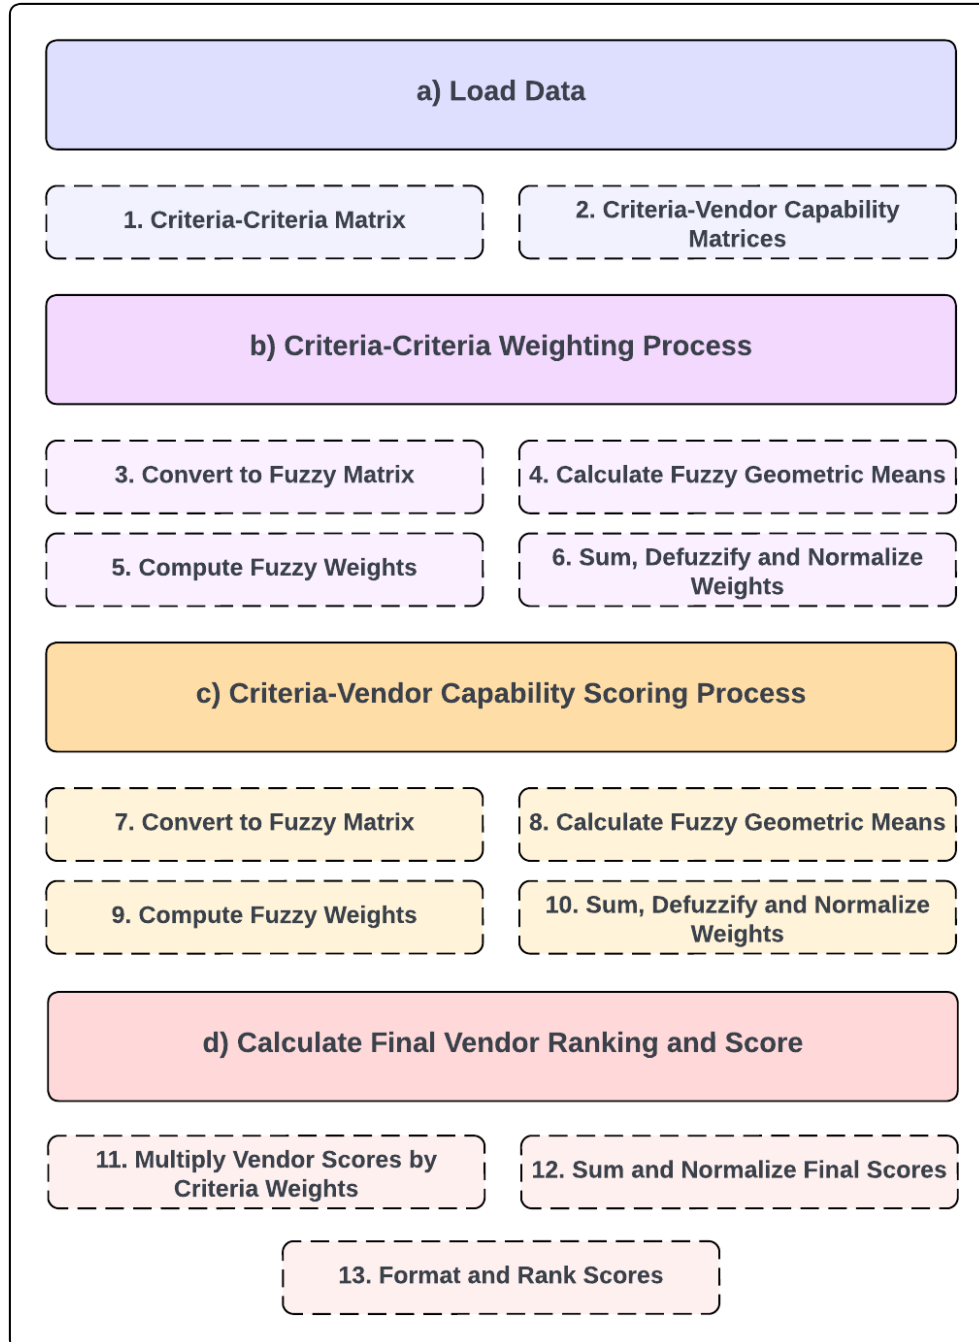 a) Load Data
1. Criteria-Criteria Matrix
2. Criteria-Vendor Capability
Matrices
b) Criteria-Criteria Weighting Process
3. Convert to Fuzzy Matrix
4. Calculate Fuzzy Geometric Means
5. Compute Fuzzy Weights
6. Sum, Defuzzify and Normalize
Weights
c) Criteria-Vendor Capability Scoring Process
7. Convert to Fuzzy Matrix
8. Calculate Fuzzy Geometric Means
9. Compute Fuzzy Weights
10. Sum, Defuzzify and Normalize
Weights
d) Calculate Final Vendor Ranking and Score
11. Multiply Vendor Scores by
Criteria Weights
12. Sum and Normalize Final Scores
13. Format and Rank Scores